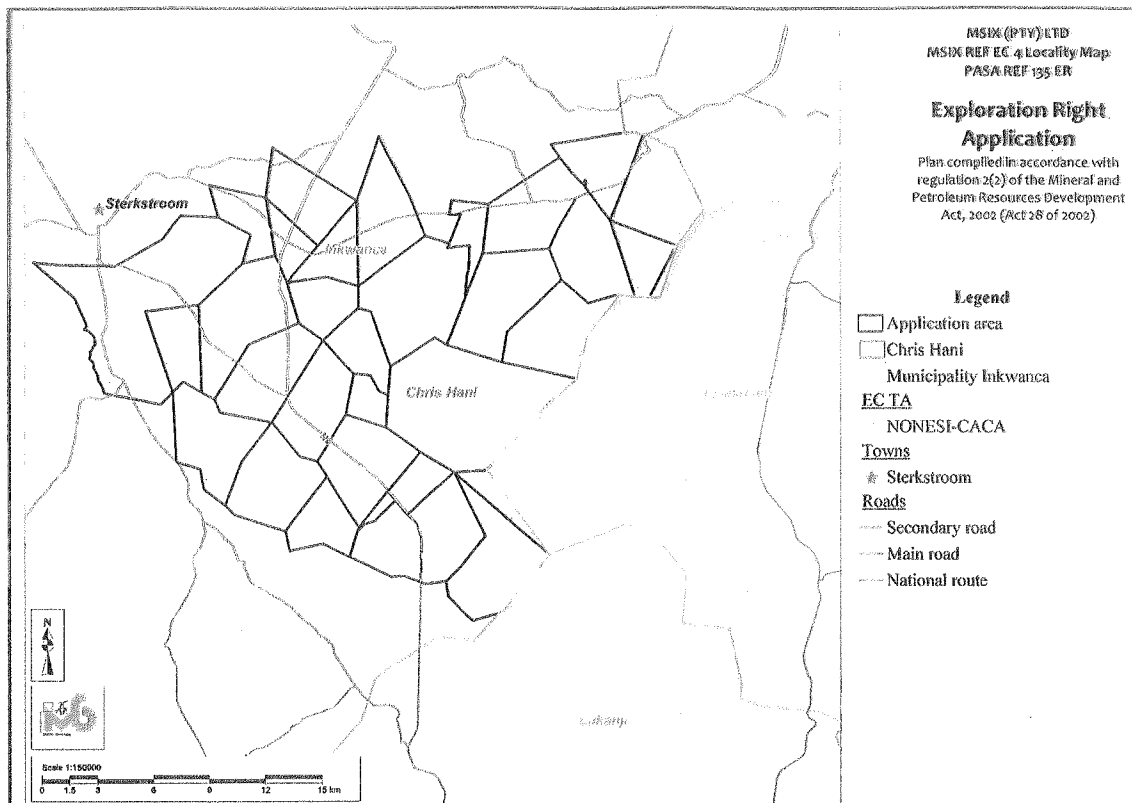 MSIX (PTY) LTD
MSIX REF EC 4 Locality Map
PASA REF 135 ER
Exploration Right
Application
Plan compiled in accordance with
regulation 2(2) of the Mineral and
Petroleum Resources Development
Act, 2002 (Act 28 of 2002)
Sterkstroom
Inkwanca
Chris Hani
Legend
Application area
Chris Hani
Municipality Inkwanca
EC TA
NONESI-CACA
Towns
Sterkstroom
Roads
Secondary road
Main road
National route
N
Lukanji
Scale 1:150000
0 1.5 3 6 9 12 15 km